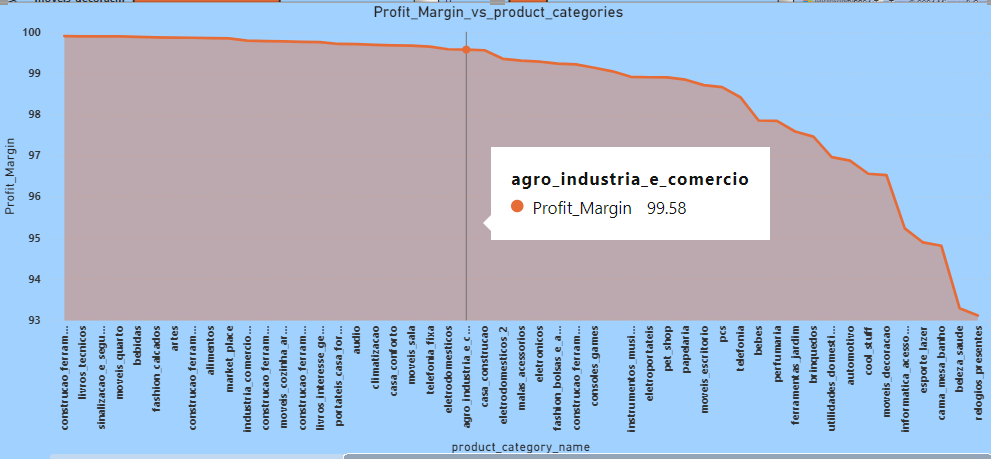 Profit_Margin_vs_product_categories
100
99
98
97
96
95
94
93
Profit_Margin
agro_industria_e_comercio
Profit_Margin 99.58
construcao_ferram...
livros_tecnicos
sinalizacao_e_segu...
moveis_quarto
bebidas
fashion_calcados
artes
construcao_ferram...
alimentos
market_place
industria_comercio...
construcao_ferram...
moveis_cozinha_ar...
construcao_ferram...
livros_interesse_ge...
portateis_casa_for...
audio
climatizacao
casa_conforto
moveis_sala
telefonia_fixa
eletrodomesticos
agro_industria_e_c...
casa_construcao
eletrodomesticos_2
malas_acessorios
eletronicos
fashion_bolsas_e_a...
construcao_ferram...
consoles_games
instrumentos_musi...
eletroportateis
pet_shop
papelaria
moveis_escritorio
pcs
telefonia
bebes
perfumaria
ferramentas_jardim
brinquedos
utilidades_domesti...
automotivo
cool_stuff
moveis_decoracao
informatica_acesso...
esporte_lazer
cama_mesa_banho
beleza_saude
relogios_presentes
product_category_name